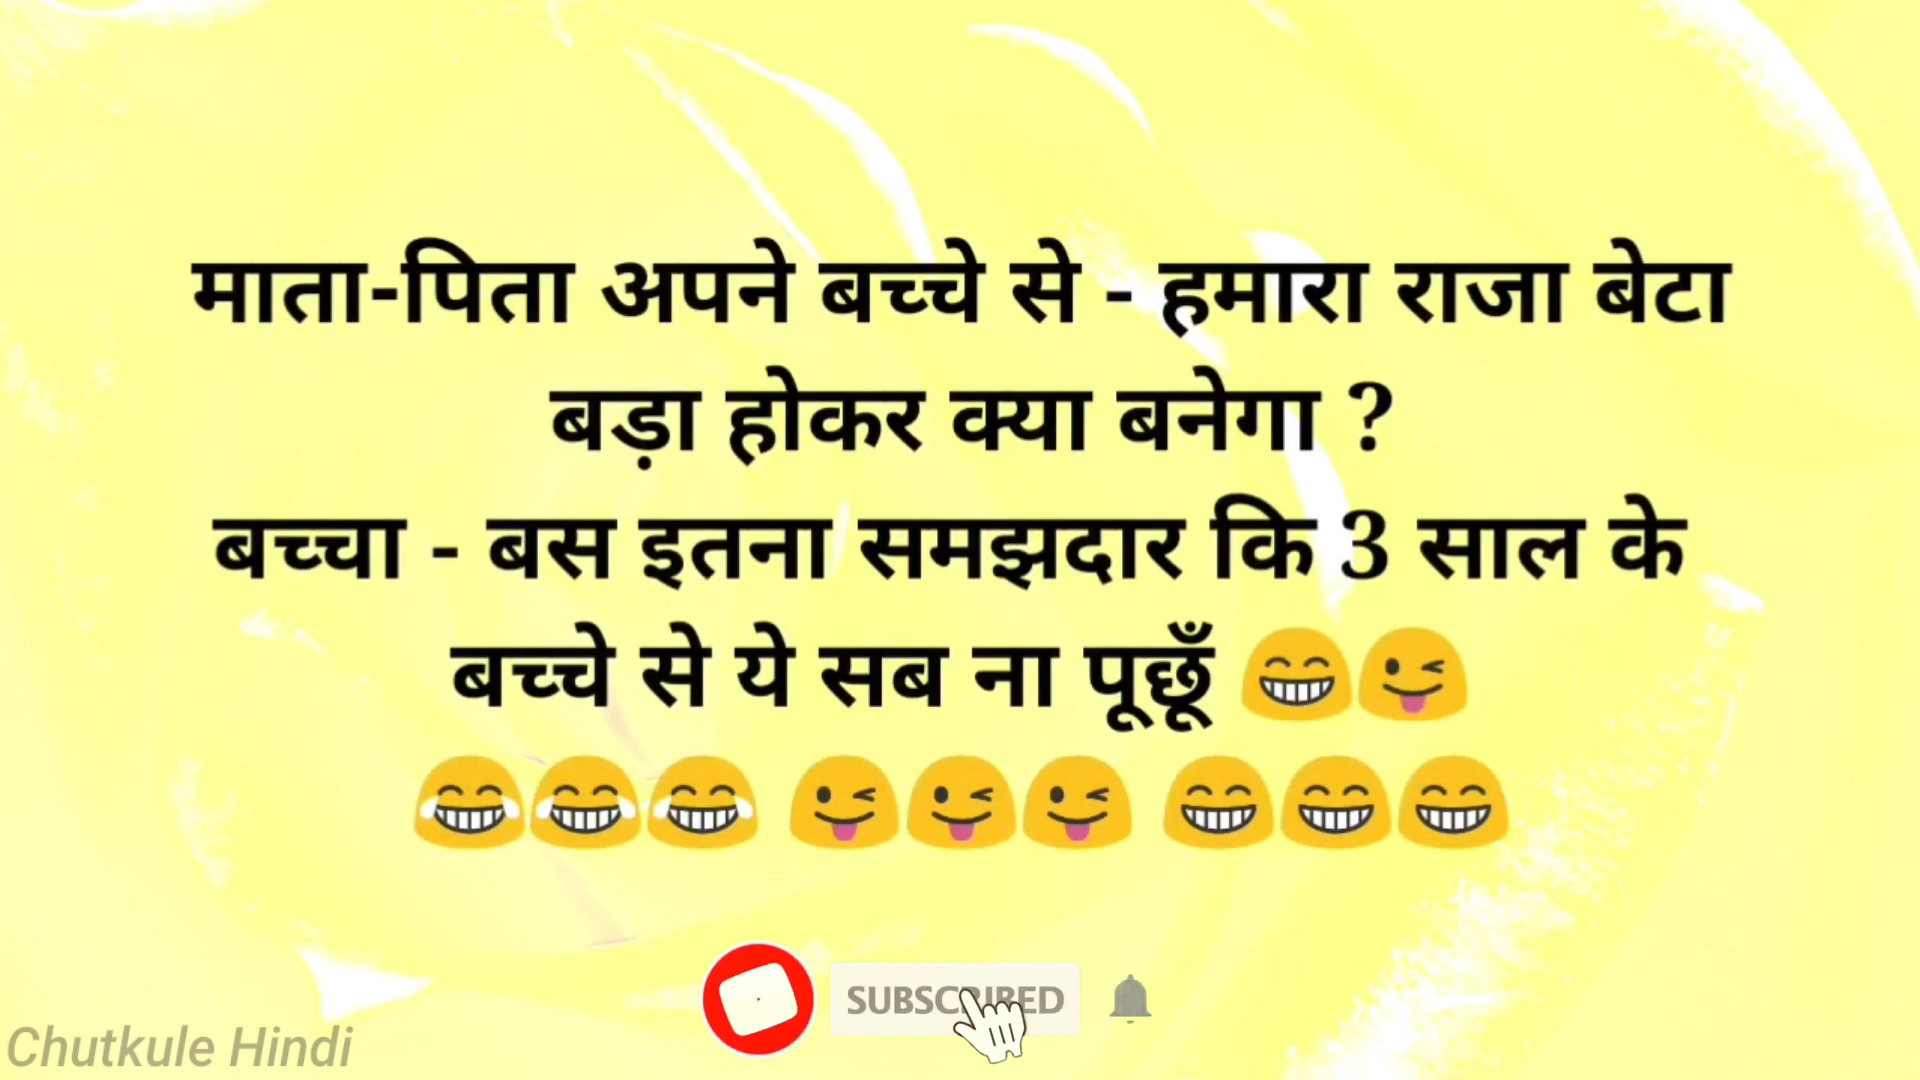 माता-पिता अपने बच्चे से - हमारा राजा बेटा
बड़ा होकर क्या बनेगा ?
बच्चा - बस इतना समझदार कि 3 साल के
बच्चे से ये सब ना पूछूँ 😁😜
😂😂😂 😜😜😜 😁😁😁
SUBSCRIBED
Chutkule Hindi